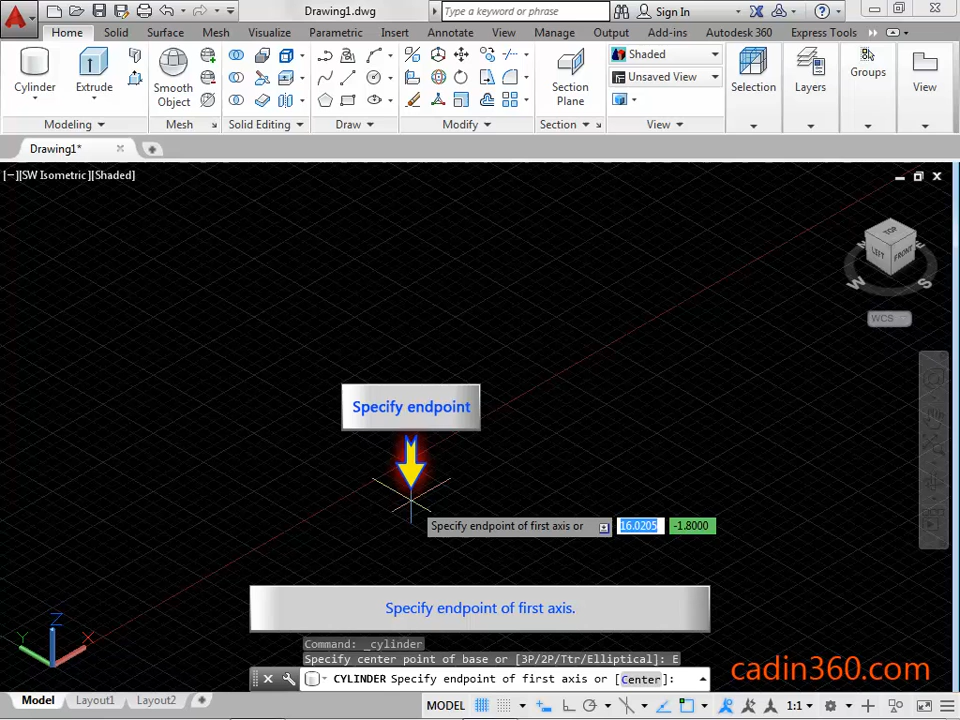 Drawing1.dwg
Type a keyword or phrase
Sign In
Home Solid Surface Mesh Visualize Parametric Insert Annotate View Manage Output Add-ins Autodesk 360 Express Tools
Cylinder
Extrude
Smooth
Object
Section
Plane
Shaded
Unsaved View
Selection
Layers
Groups
View
Modeling
Mesh
Solid Editing
Draw
Modify
Section
View
Drawing1*
[−][SW Isometric][Shaded]
TOP
LEFT
FRONT
N
E
W
S
WCS
Specify endpoint
Specify endpoint of first axis or
16.0205
-1.8000
Specify endpoint of first axis.
Z
Y
X
Command: _cylinder
Specify center point of base or [3P/2P/Ttr/Elliptical]: E
CYLINDER Specify endpoint of first axis or [Center]:
cadin360.com
Model Layout1 Layout2
MODEL
1:1